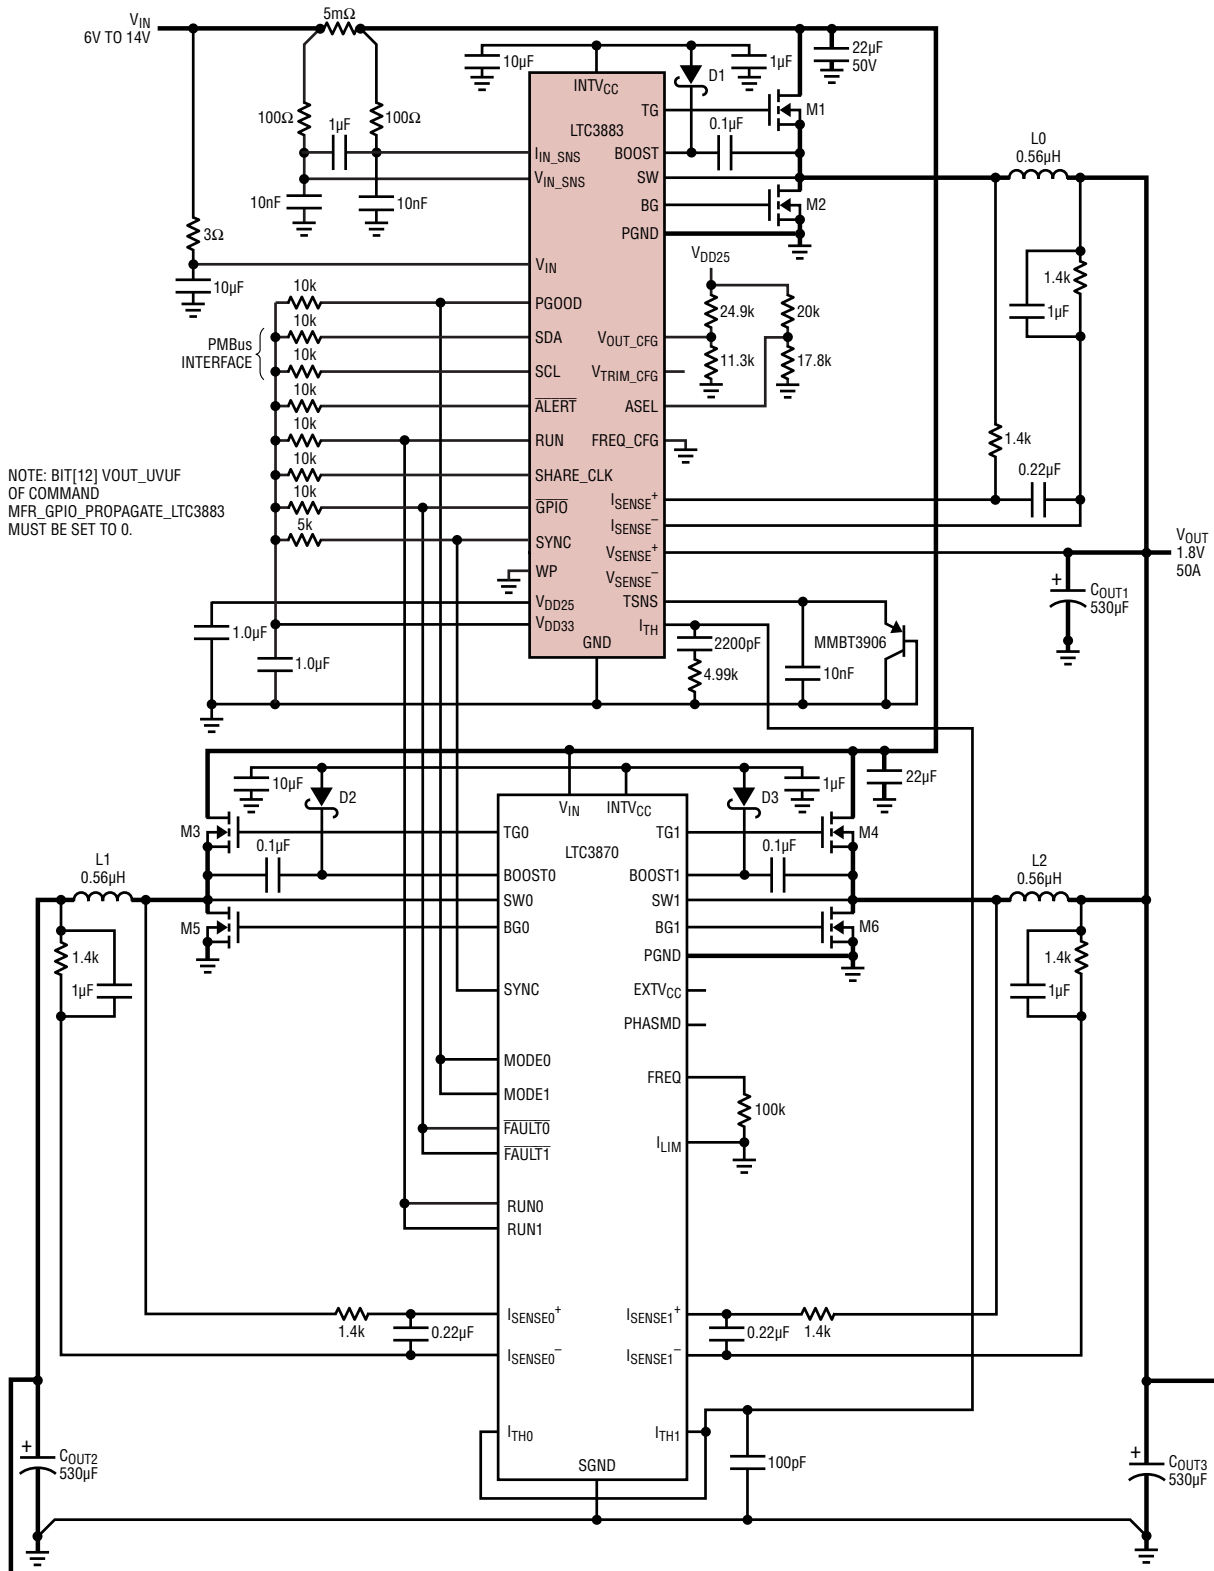 VIN
6V TO 14V
5mΩ
10µF
1µF
22µF
50V
D1
INTVCC
LTC3883
TG
M1
100Ω
1µF
100Ω
0.1µF
L0
0.56µH
IIN_SNS
BOOST
VIN_SNS
SW
10nF
10nF
BG
M2
3Ω
PGND
VDD25
VIN
10µF
10k
PGOOD
24.9k
20k
1.4k
1µF
10k
SDA
VOUT_CFG
PMBus
INTERFACE
10k
SCL
11.3k
17.8k
VTRIM_CFG
10k
ALERT
ASEL
10k
RUN
FREQ_CFG
1.4k
NOTE: BIT[12] VOUT_UVUF
OF COMMAND
MFR_GPIO_PROPAGATE_LTC3883
MUST BE SET TO 0.
10k
SHARE_CLK
0.22µF
10k
GPIO
ISENSE+
ISENSE–
5k
SYNC
VSENSE+
VOUT
1.8V
50A
WP
VSENSE–
COUT1
530µF
+
VDD25
TSNS
1.0µF
VDD33
ITH
2200pF
MMBT3906
GND
1.0µF
4.99k
10nF
10µF
D2
VIN
INTVCC
D3
1µF
22µF
M3
TG0
LTC3870
TG1
M4
L1
0.56µH
0.1µF
BOOST0
BOOST1
0.1µF
L2
0.56µH
SW0
SW1
M5
BG0
BG1
M6
1.4k
PGND
1.4k
1µF
SYNC
EXTVCC
1µF
PHASMD
MODE0
FREQ
MODE1
100k
FAULT0
ILIM
FAULT1
RUN0
RUN1
1.4k
0.22µF
ISENSE0+
ISENSE1+
0.22µF
1.4k
ISENSE0–
ISENSE1–
ITH0
ITH1
+
COUT2
530µF
SGND
100pF
+
COUT3
530µF